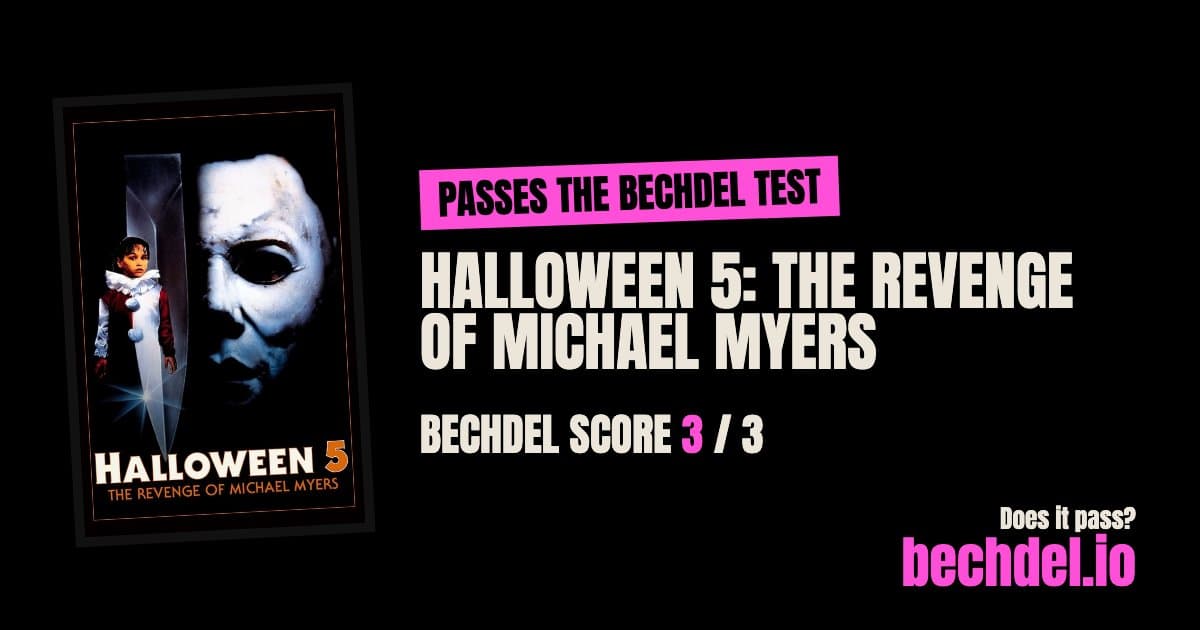 PASSES THE BECHDEL TEST
HALLOWEEN 5: THE REVENGE
OF MICHAEL MYERS
BECHDEL SCORE 3 / 3
HALLOWEEN 5
THE REVENGE OF MICHAEL MYERS
Does it pass?
bechdel.io